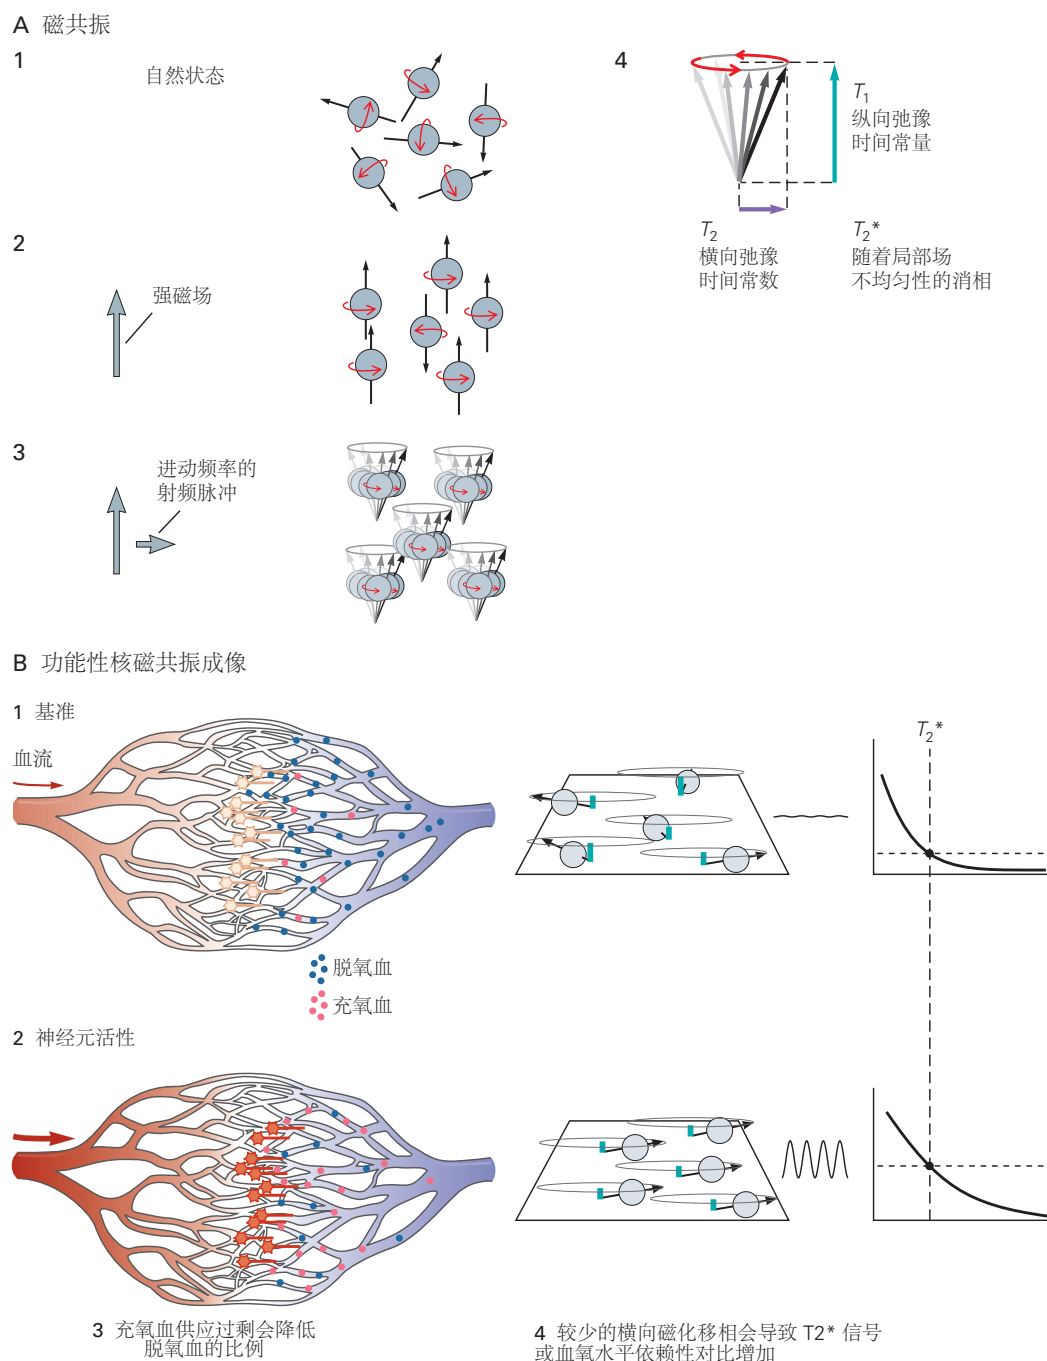 A 磁共振
1
自然状态
2
强磁场
3
进动频率的
射频脉冲
4
T1
纵向弛豫
时间常量
T2
横向弛豫
时间常数
T2*
随着局部场
不均匀性的消相
B 功能性核磁共振成像
1 基准
血流
T2*
脱氧血
充氧血
2 神经元活性
3 充氧血供应过剩会降低
脱氧血的比例
4 较少的横向磁化移相会导致 T2* 信号
或血氧水平依赖性对比增加